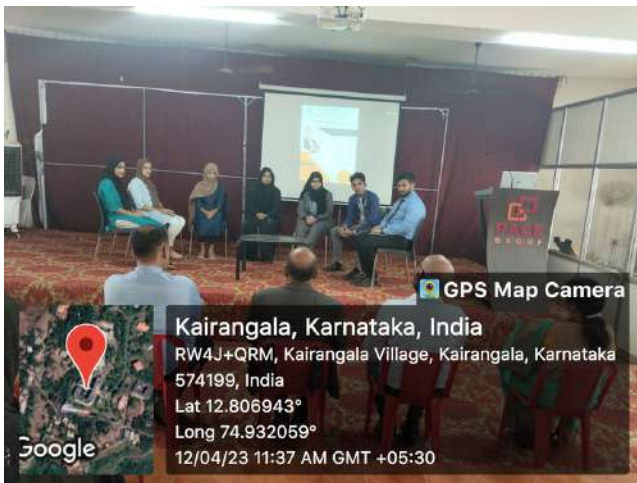 PACE
GROUP
GPS Map Camera
Kairangala, Karnataka, India
RW4J+QRM, Kairangala Village, Kairangala, Karnataka
574199, India
Lat 12.806943°
Long 74.932059°
12/04/23 11:37 AM GMT +05:30
Google